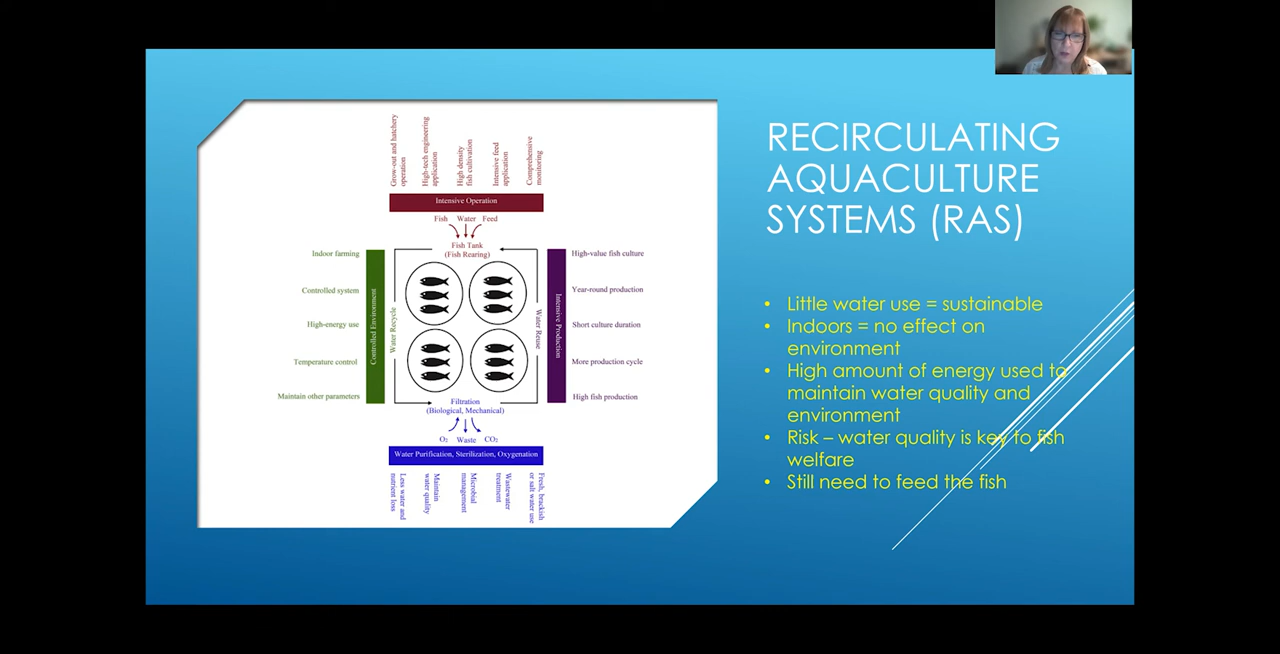 Grow-out and hatchery
operation
High-tech engineering
application
High density
fish cultivation
Intensive feed
application
Comprehensive
monitoring
Intensive Operation
Fish Water Feed
Fish Tank
(Fish Rearing)
Indoor farming
Controlled system
High-energy use
Temperature control
Maintain other parameters
Controlled Environment
Water Recycle
Water Reuse
Intensive Production
High-value fish culture
Year-round production
Short culture duration
More production cycle
High fish production
Filtration
(Biological, Mechanical)
O₂ Waste CO₂
Water Purification, Sterilization, Oxygenation
Less water and
nutrient loss
Maintain
water quality
Microbial
management
Wastewater
treatment
Fresh, brackish
or salt water use
RECIRCULATING
AQUACULTURE
SYSTEMS (RAS)
• Little water use = sustainable
• Indoors = no effect on
environment
• High amount of energy used to
maintain water quality and
environment
• Risk – water quality is key to fish
welfare
• Still need to feed the fish